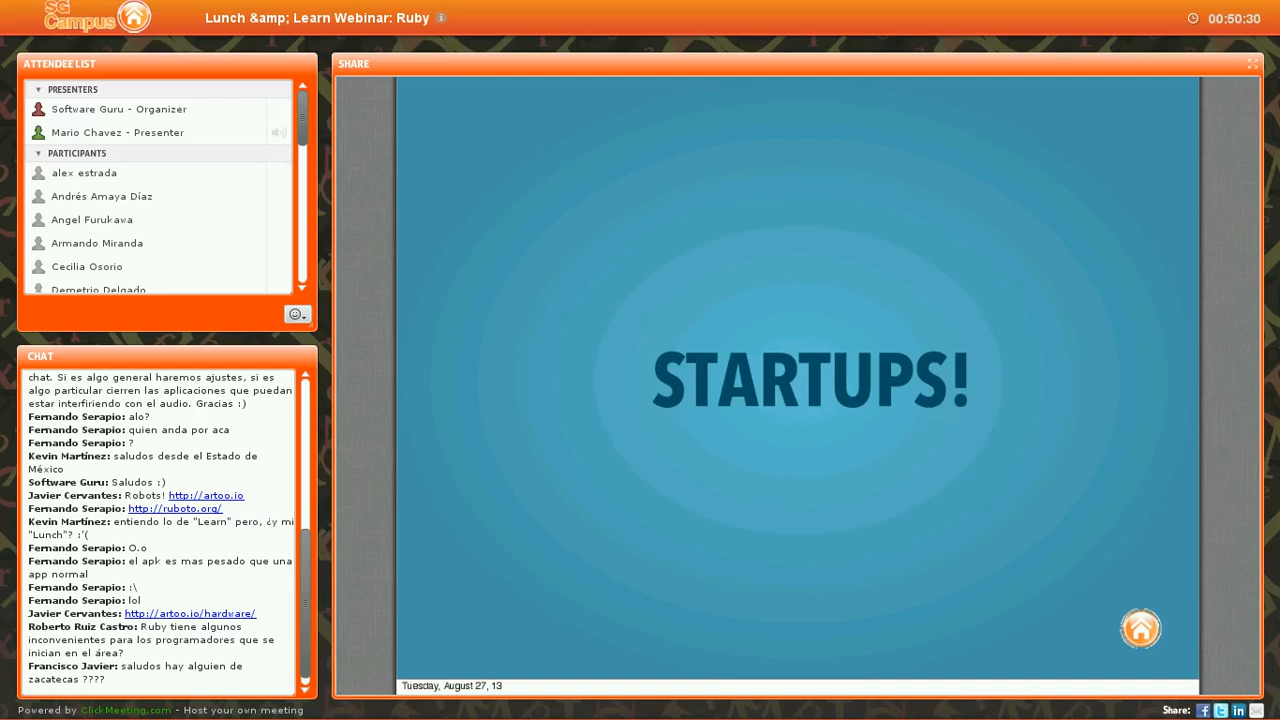 SG
Campus
Lunch &amp; Learn Webinar: Ruby
00:50:30
ATTENDEE LIST
PRESENTERS
Software Guru - Organizer
Mario Chavez - Presenter
PARTICIPANTS
alex estrada
Andrés Amaya Díaz
Angel Furukawa
Armando Miranda
Cecilia Osorio
Demetrio Delgado
CHAT
chat. Si es algo general haremos ajustes, si es
algo particular cierren las aplicaciones que puedan
estar interfiriendo con el audio. Gracias :)
Fernando Serapio: alo?
Fernando Serapio: quien anda por aca
Fernando Serapio: ?
Kevin Martínez: saludos desde el Estado de
México
Software Guru: Saludos :)
Javier Cervantes: Robots! http://artoo.io
Fernando Serapio: http://ruboto.org/
Kevin Martínez: entiendo lo de "Learn" pero, ¿y mi
"Lunch"? :'(
Fernando Serapio: O.o
Fernando Serapio: el apk es mas pesado que una
app normal
Fernando Serapio: :\
Fernando Serapio: lol
Javier Cervantes: http://artoo.io/hardware/
Roberto Ruiz Castro: Ruby tiene algunos
inconvenientes para los programadores que se
inician en el área?
Francisco Javier: saludos hay alguien de
zacatecas ????
SHARE
STARTUPS!
Tuesday, August 27, 13
Powered by ClickMeeting.com - Host your own meeting
Share: